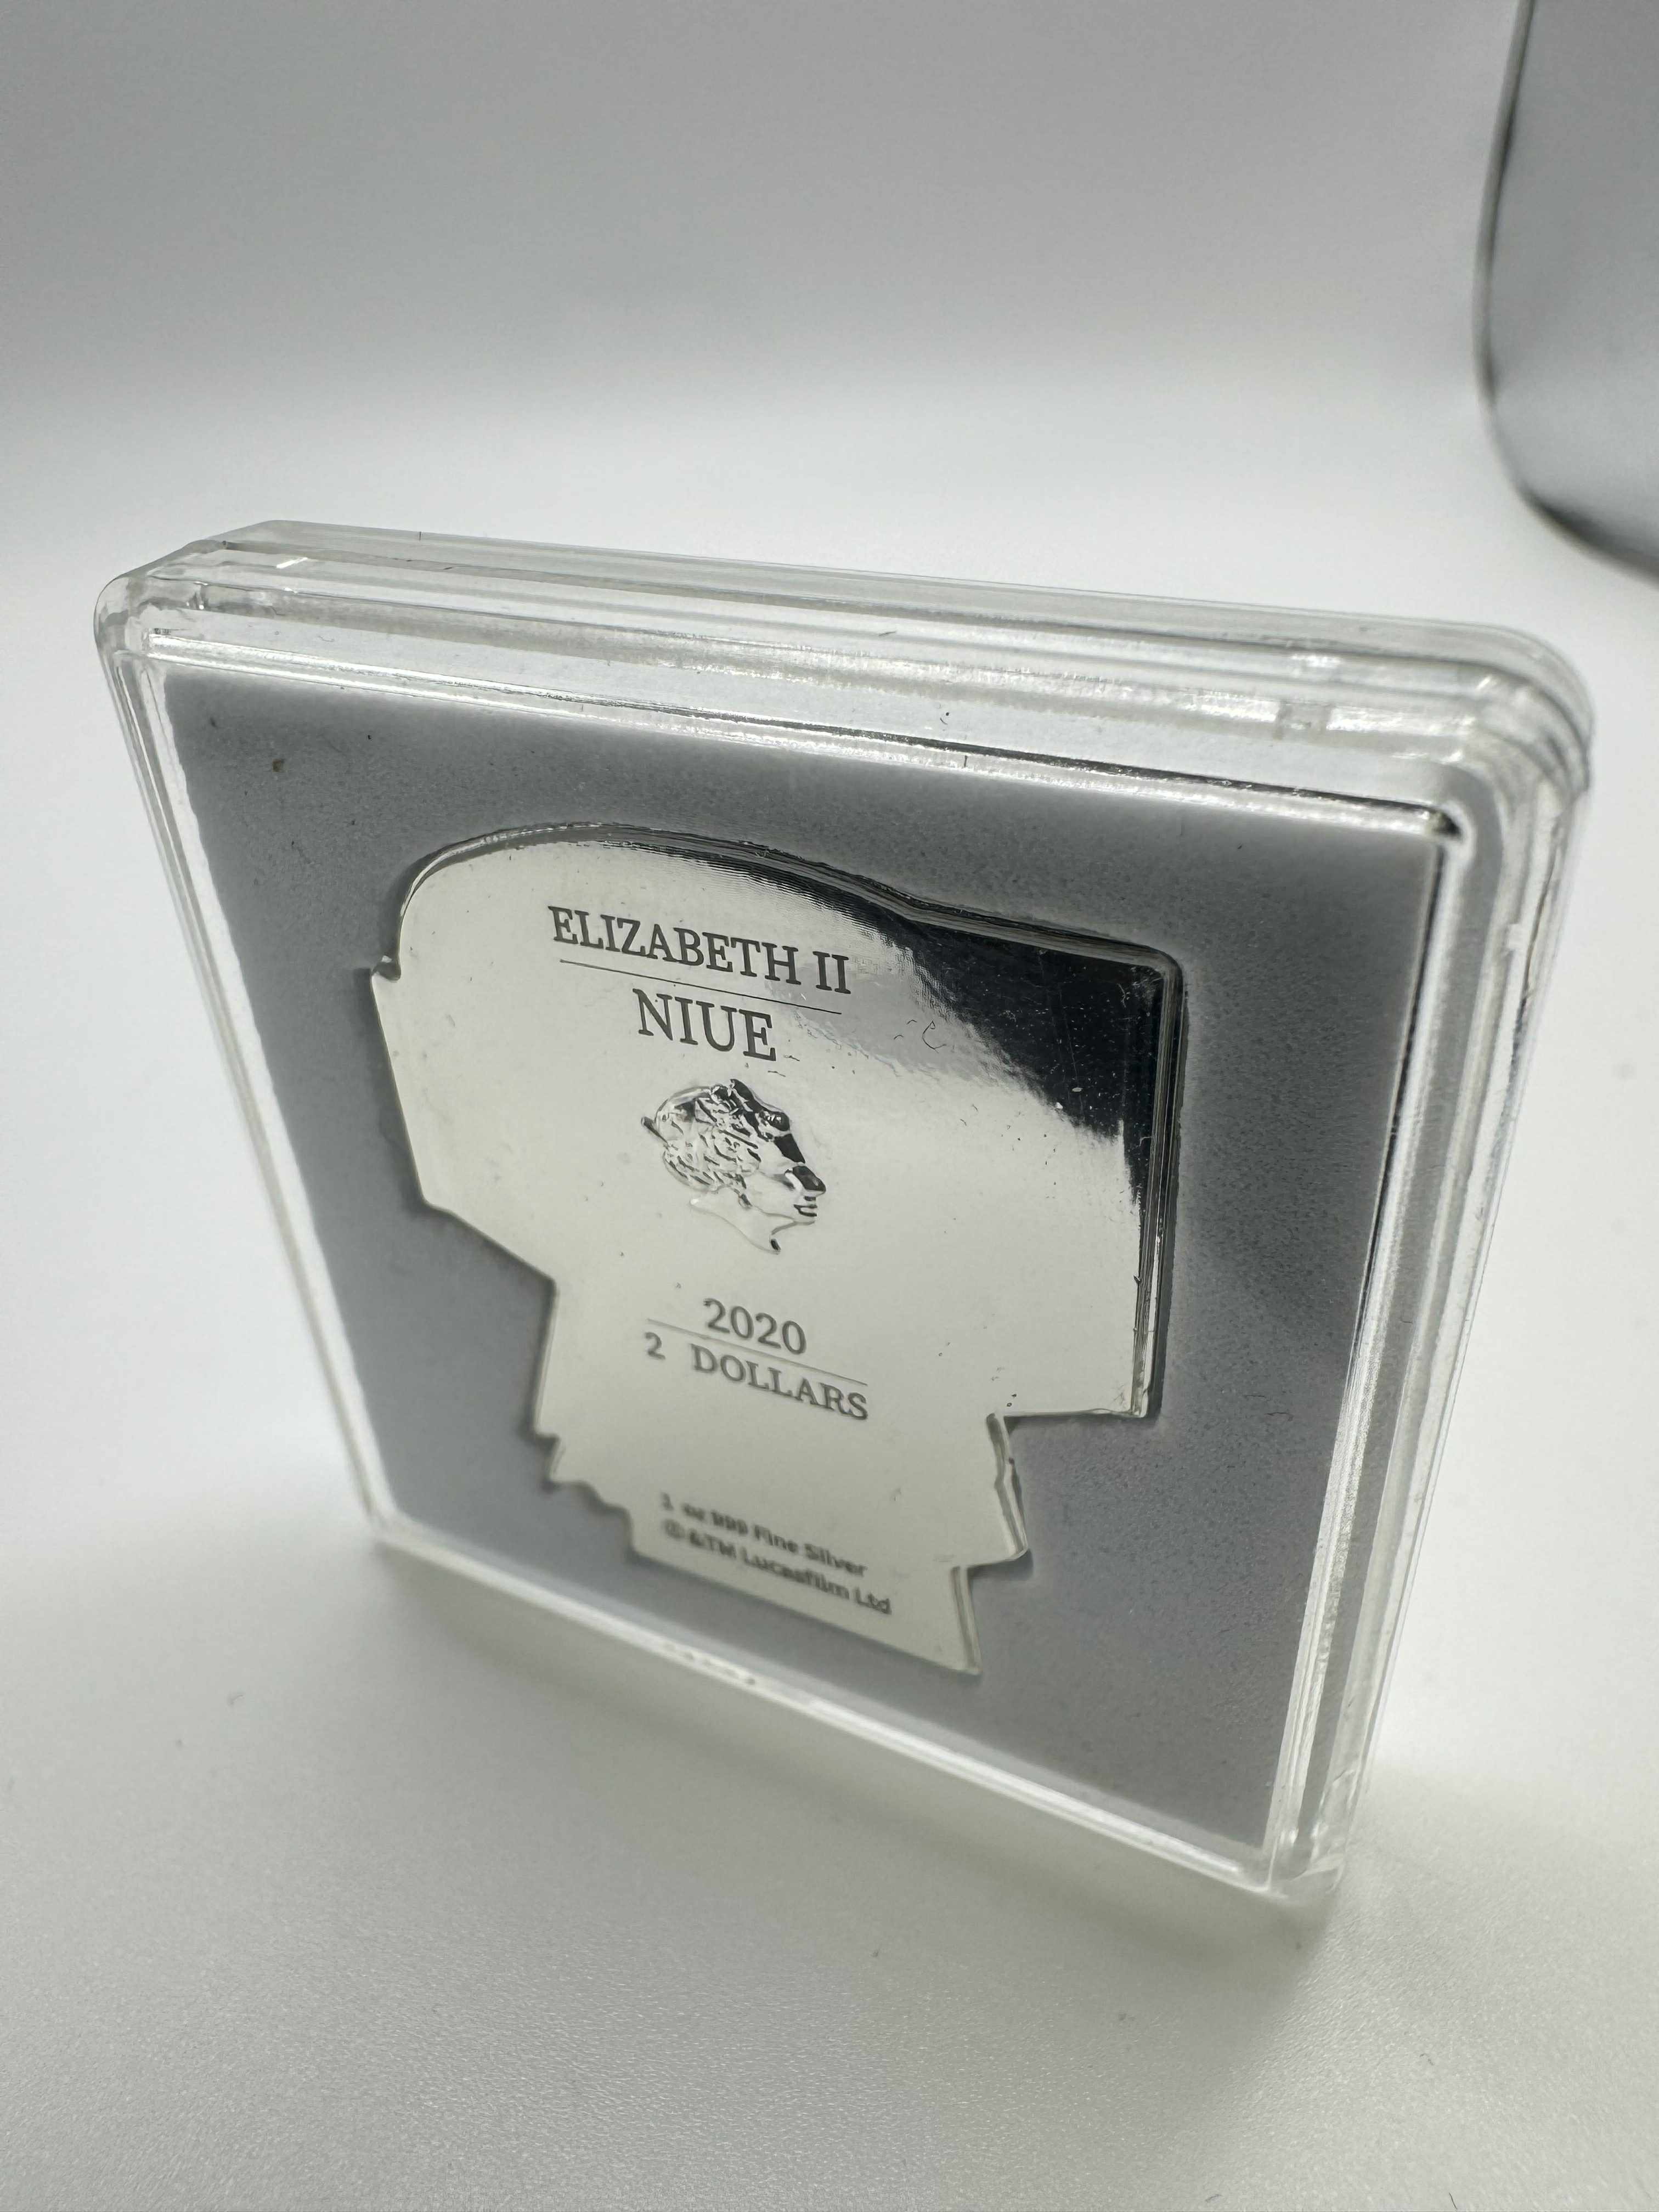 ELIZABETH II
NIUE
2020
2 DOLLARS
1 oz 999 Fine Silver
© &TM Lucasfilm Ltd